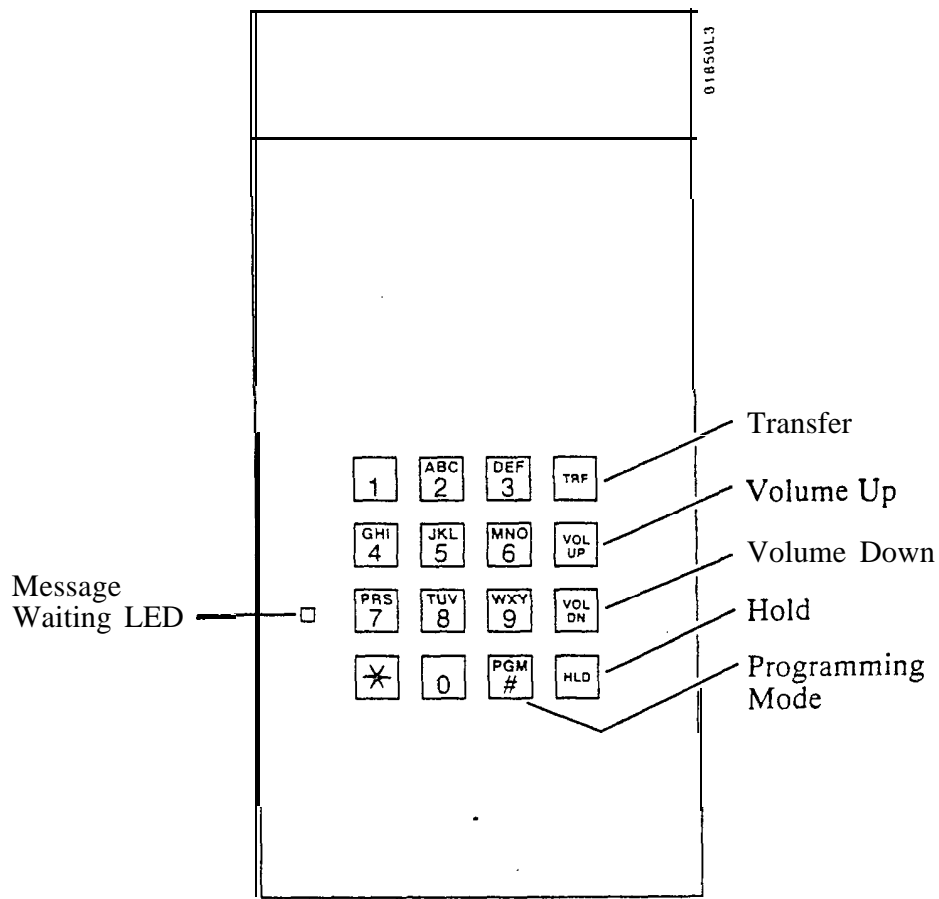 01850L3
Transfer
1 ABC 2 DEF 3 TRF
Volume Up
GHI 4 JKL 5 MNO 6 VOL UP
Volume Down
Message
Waiting LED
PRS 7 TUV 8 WXY 9 VOL DN
Hold
* 0 PGM # HLD
Programming
Mode